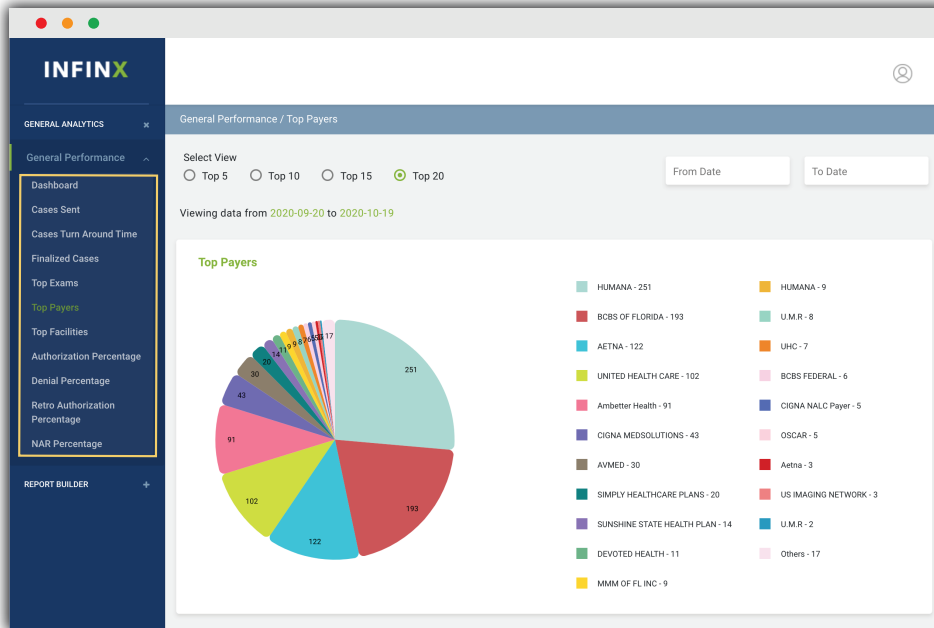 INFINX
GENERAL ANALYTICS
General Performance
Dashboard
Cases Sent
Cases Turn Around Time
Finalized Cases
Top Exams
Top Payers
Top Facilities
Authorization Percentage
Denial Percentage
Retro Authorization
Percentage
NAR Percentage
REPORT BUILDER
General Performance / Top Payers
Select View
Top 5 Top 10 Top 15 Top 20
From Date To Date
Viewing data from 2020-09-20 to 2020-10-19
Top Payers
251
193
122
102
91
43
30
20
14
11
9
9
8
7
6
17
HUMANA - 251
BCBS OF FLORIDA - 193
AETNA - 122
UNITED HEALTH CARE - 102
Ambetter Health - 91
CIGNA MEDSOLUTIONS - 43
AVMED - 30
SIMPLY HEALTHCARE PLANS - 20
SUNSHINE STATE HEALTH PLAN - 14
DEVOTED HEALTH - 11
MMM OF FL INC - 9
HUMANA - 9
U.M.R - 8
UHC - 7
BCBS FEDERAL - 6
CIGNA NALC Payer - 5
OSCAR - 5
Aetna - 3
US IMAGING NETWORK - 3
U.M.R - 2
Others - 17